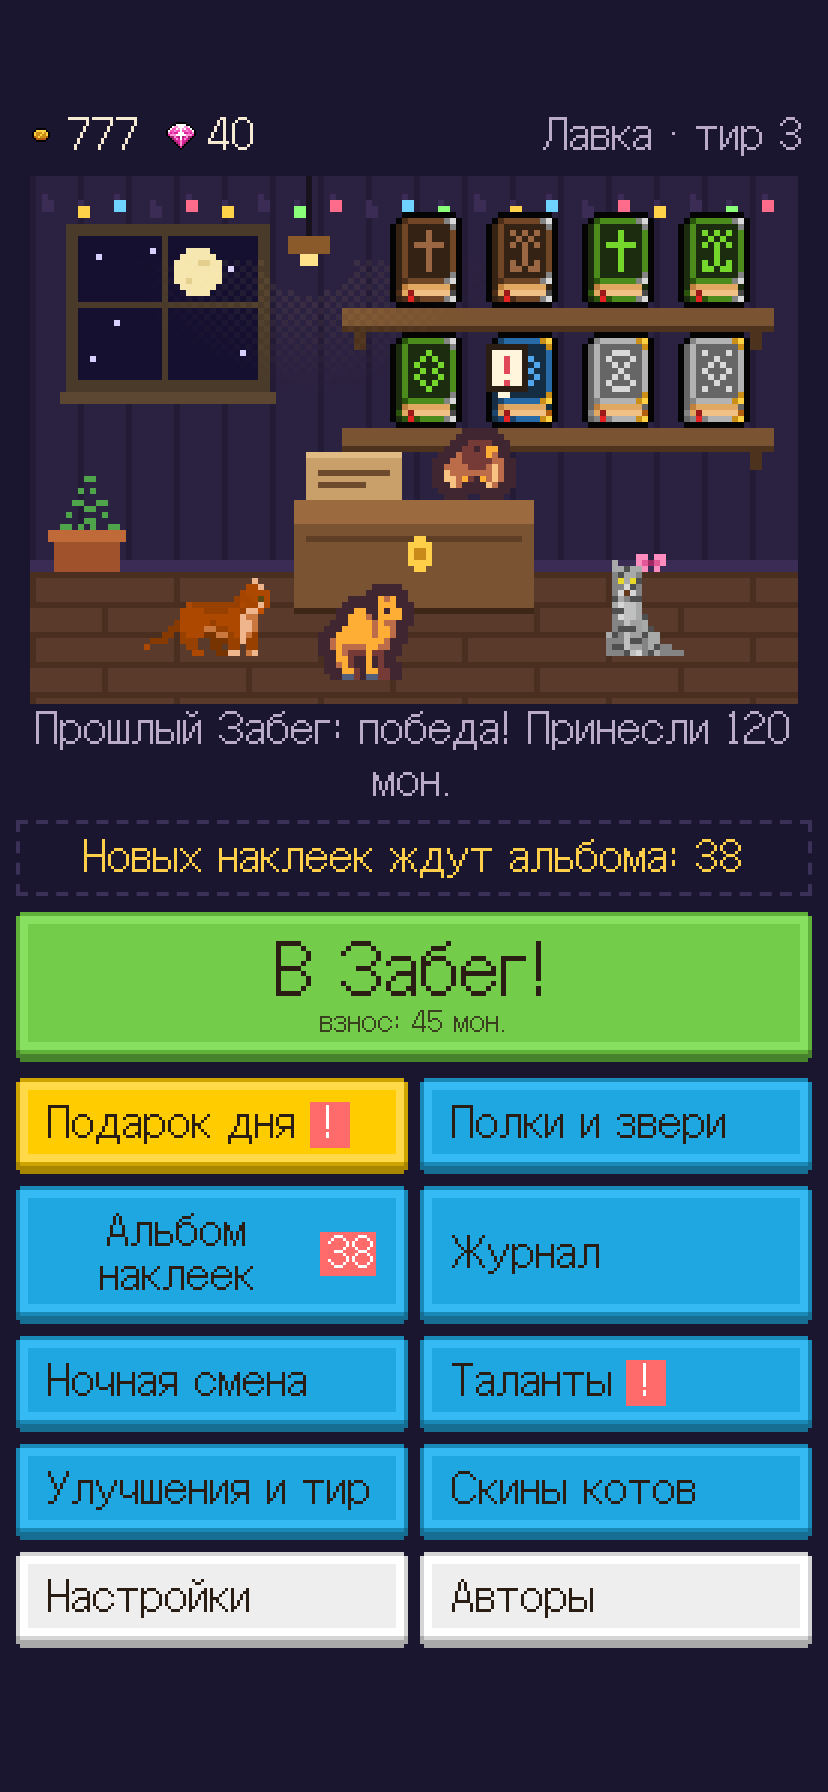 777 40 Лавка · тир 3
!
Прошлый Забег: победа! Принесли 120
мон.
Новых наклеек ждут альбома: 38
В Забег!
взнос: 45 мон.
Подарок дня ! Полки и звери
Альбом
наклеек 38
Журнал
Ночная смена Таланты !
Улучшения и тир Скины котов
Настройки Авторы